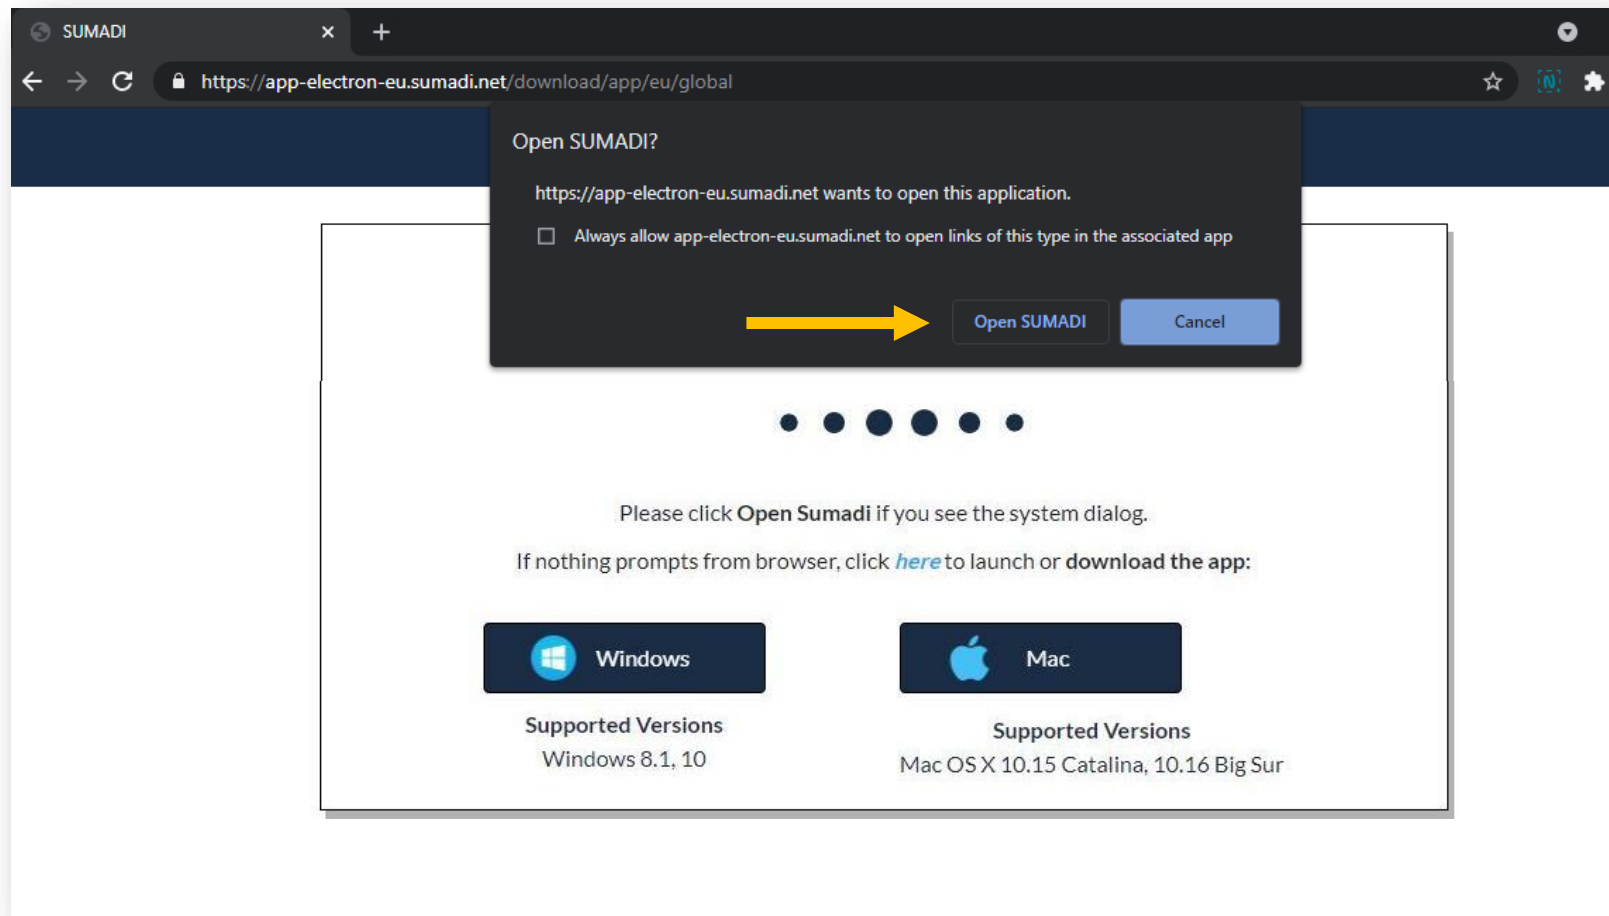 SUMADI
https://app-electron-eu.sumadi.net/download/app/eu/global
Open SUMADI?
https://app-electron-eu.sumadi.net wants to open this application.
Always allow app-electron-eu.sumadi.net to open links of this type in the associated app
Open SUMADI Cancel
Please click Open Sumadi if you see the system dialog.
If nothing prompts from browser, click here to launch or download the app:
Windows Mac
Supported Versions
Windows 8.1, 10
Supported Versions
Mac OS X 10.15 Catalina, 10.16 Big Sur